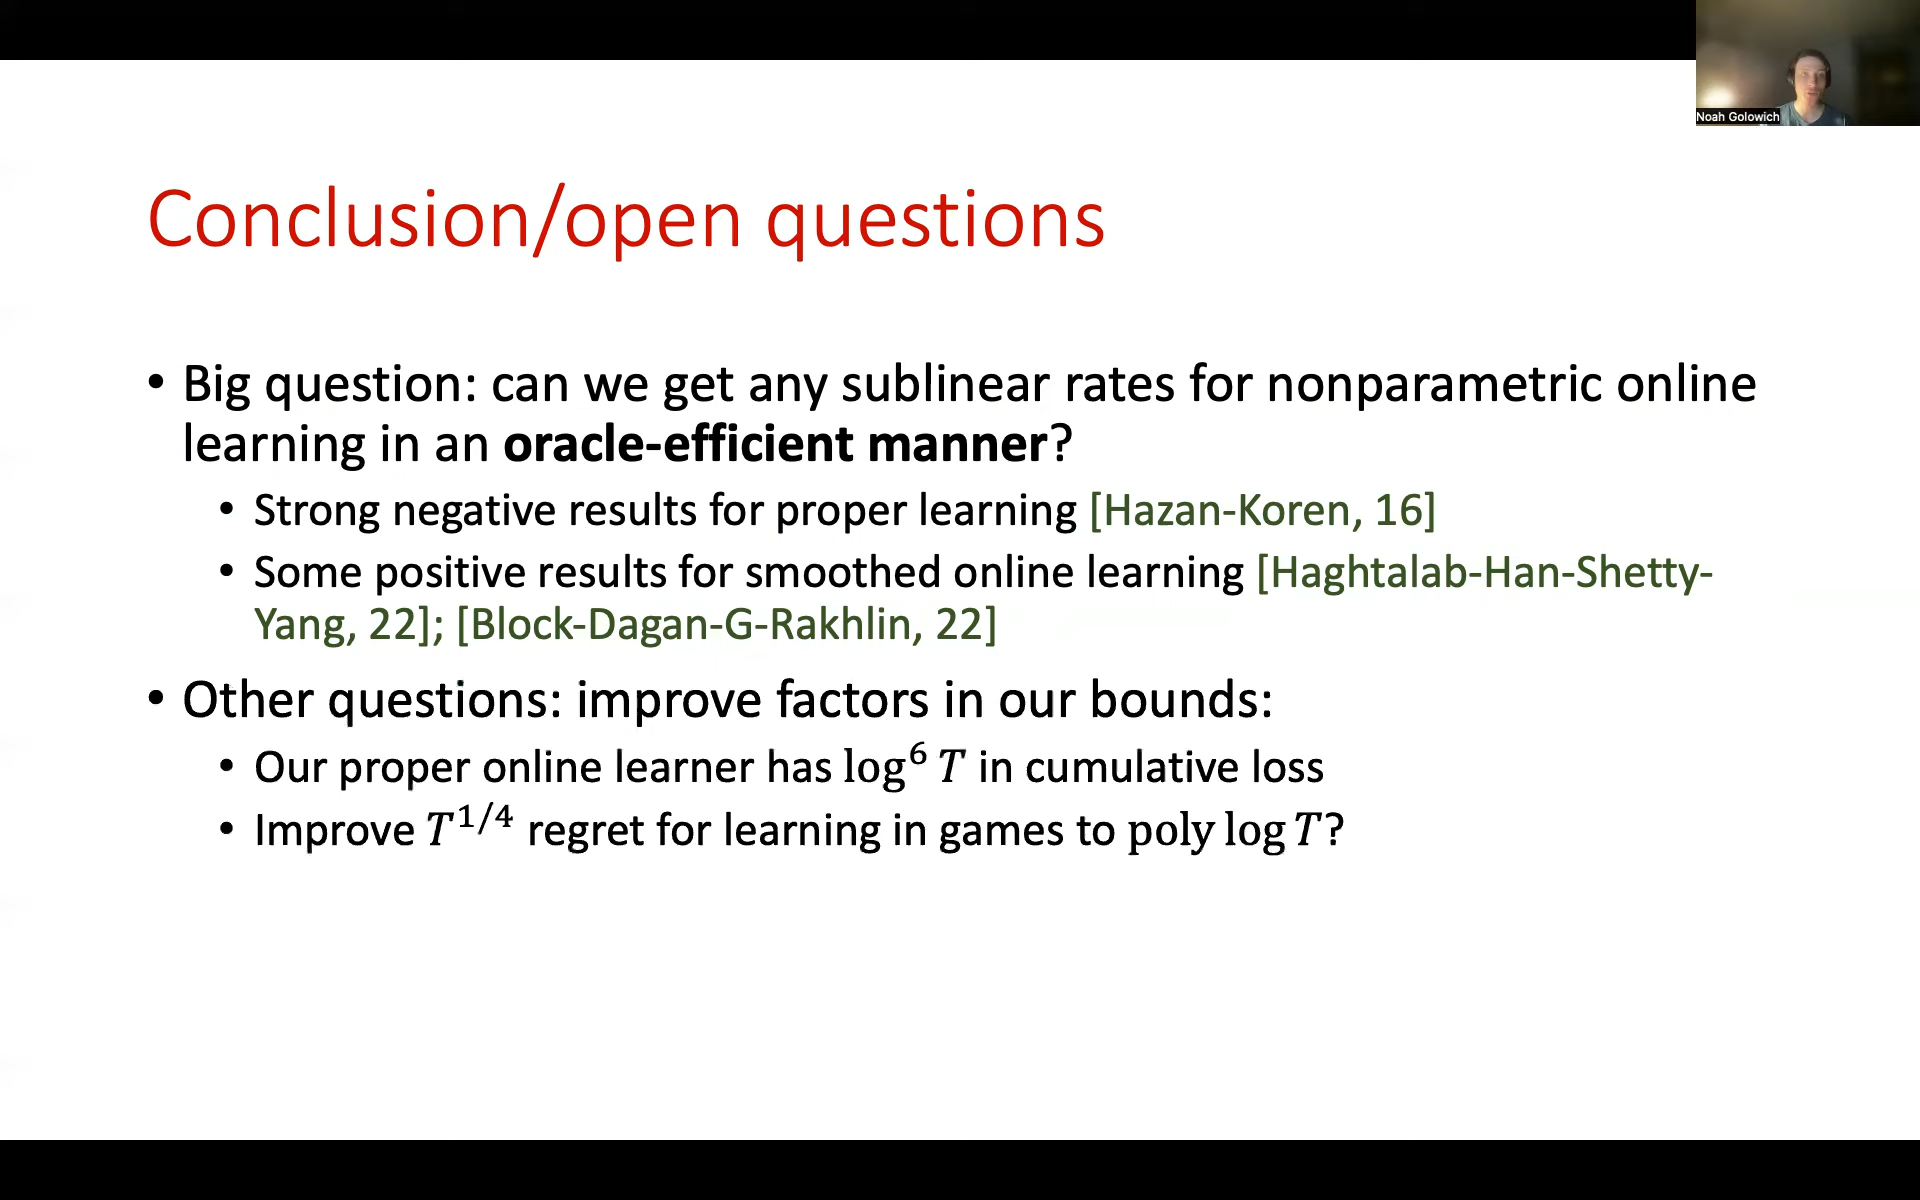 Noah Golowich
Conclusion/open questions
• Big question: can we get any sublinear rates for nonparametric online
learning in an oracle-efficient manner?
• Strong negative results for proper learning [Hazan-Koren, 16]
• Some positive results for smoothed online learning [Haghtalab-Han-Shetty-
Yang, 22]; [Block-Dagan-G-Rakhlin, 22]
• Other questions: improve factors in our bounds:
• Our proper online learner has log⁶ T in cumulative loss
• Improve T^{1/4} regret for learning in games to poly log T?